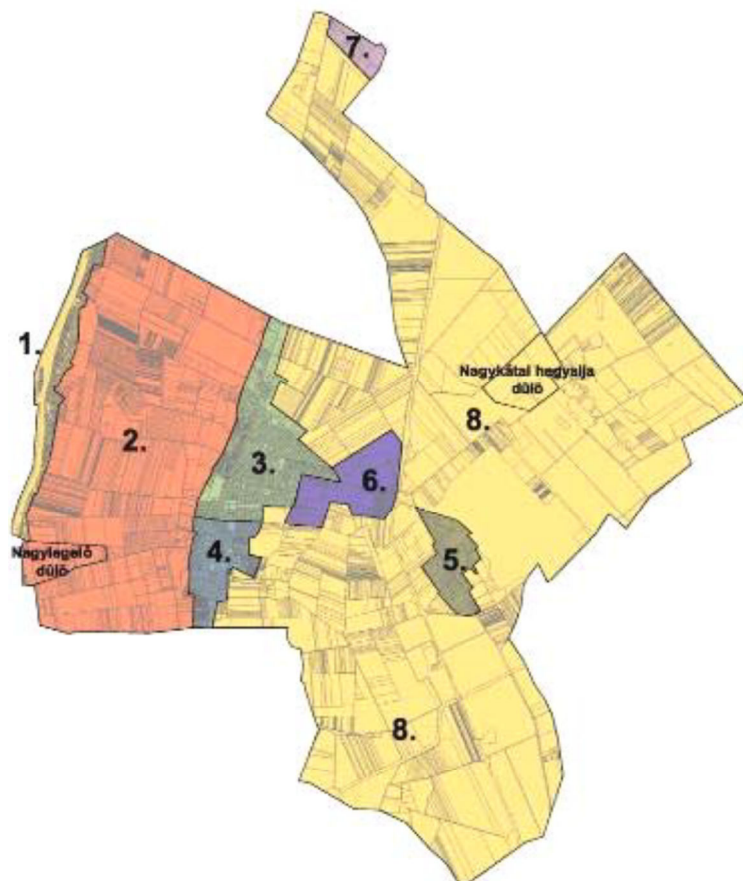 7.
1.
Nagykátai hegyalja
dűlő
8.
2.
3.
6.
Nagylegelő
dűlő
4.
5.
8.